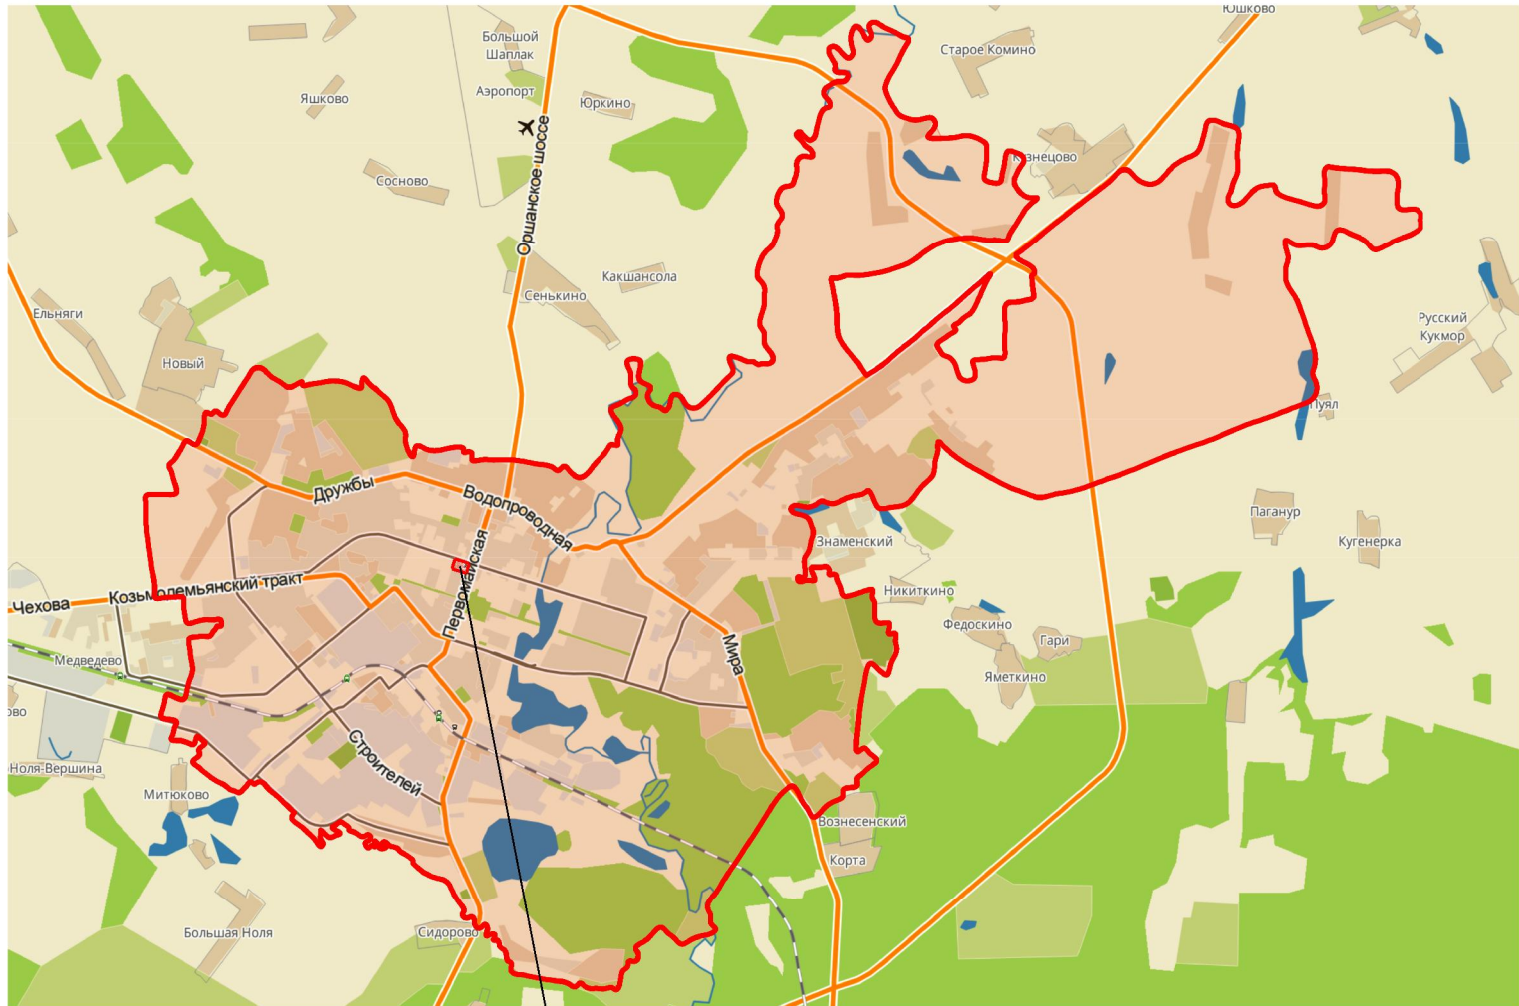 Юшково
Большой
Шаплак
Старое Комино
Аэропорт
Яшково
Юркино
Оршанское шоссе
Кузнецово
Сосново
Какшансола
Сенькино
Ельняги
Русский
Кукмор
Новый
Пуял
Дружбы
Водопроводная
Паганур
Знаменский
Кугенерка
Первомайская
Козьмодемьянский тракт
Чехова
Никиткино
Федоскино
Гари
Мира
Медведево
Яметкино
ово
Строителей
Ноля-Вершина
Митюково
Вознесенский
Корта
Большая Ноля
Сидорово